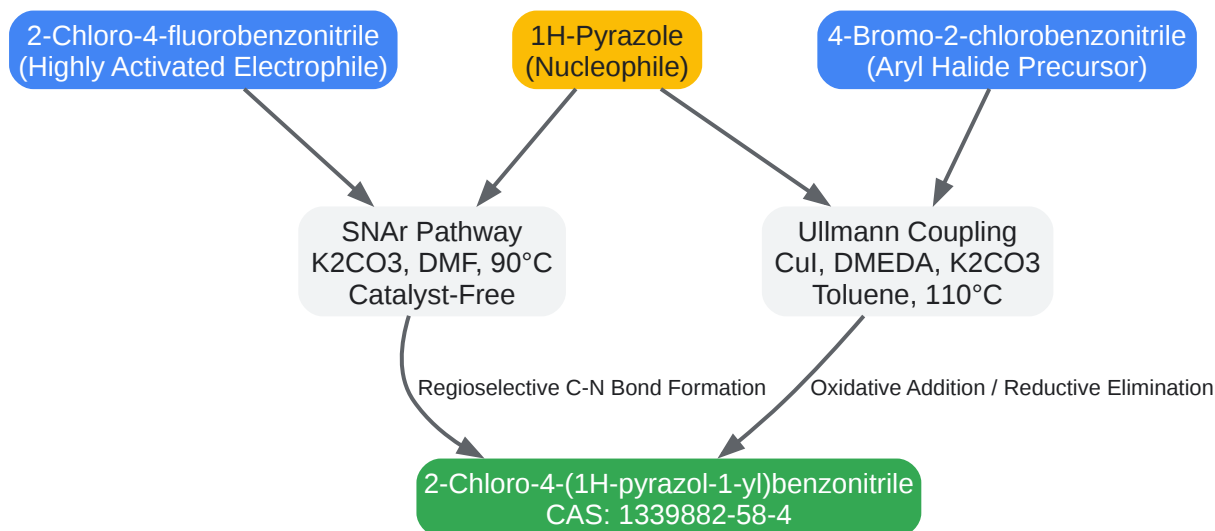 2-Chloro-4-fluorobenzonitrile
(Highly Activated Electrophile)
1H-Pyrazole
(Nucleophile)
4-Bromo-2-chlorobenzonitrile
(Aryl Halide Precursor)
SNAr Pathway
K2CO3, DMF, 90°C
Catalyst-Free
Ullmann Coupling
CuI, DMEDA, K2CO3
Toluene, 110°C
Regioselective C-N Bond Formation
Oxidative Addition / Reductive Elimination
2-Chloro-4-(1H-pyrazol-1-yl)benzonitrile
CAS: 1339882-58-4